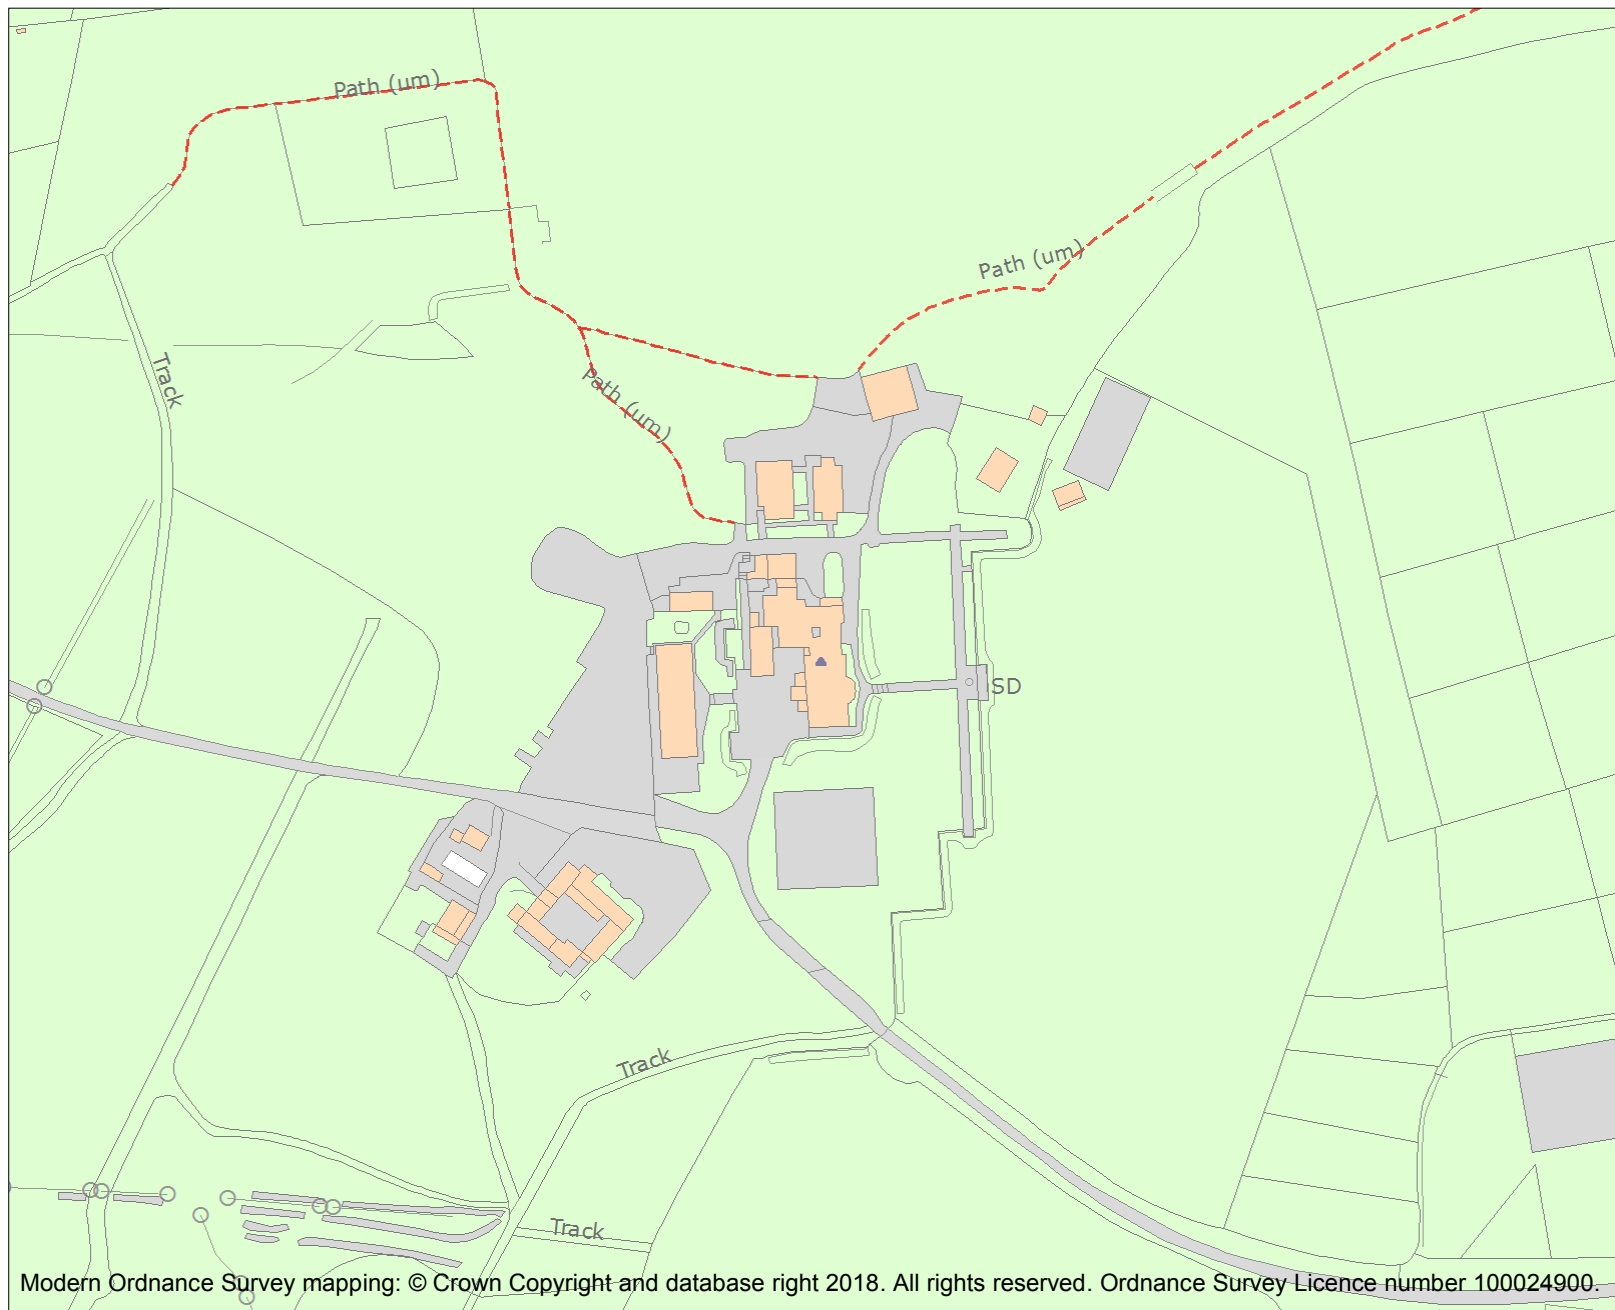 Path (um)
Path (um)
Track
Path (um)
SD
Track
Track
Modern Ordnance Survey mapping: © Crown Copyright and database right 2018. All rights reserved. Ordnance Survey Licence number 100024900.